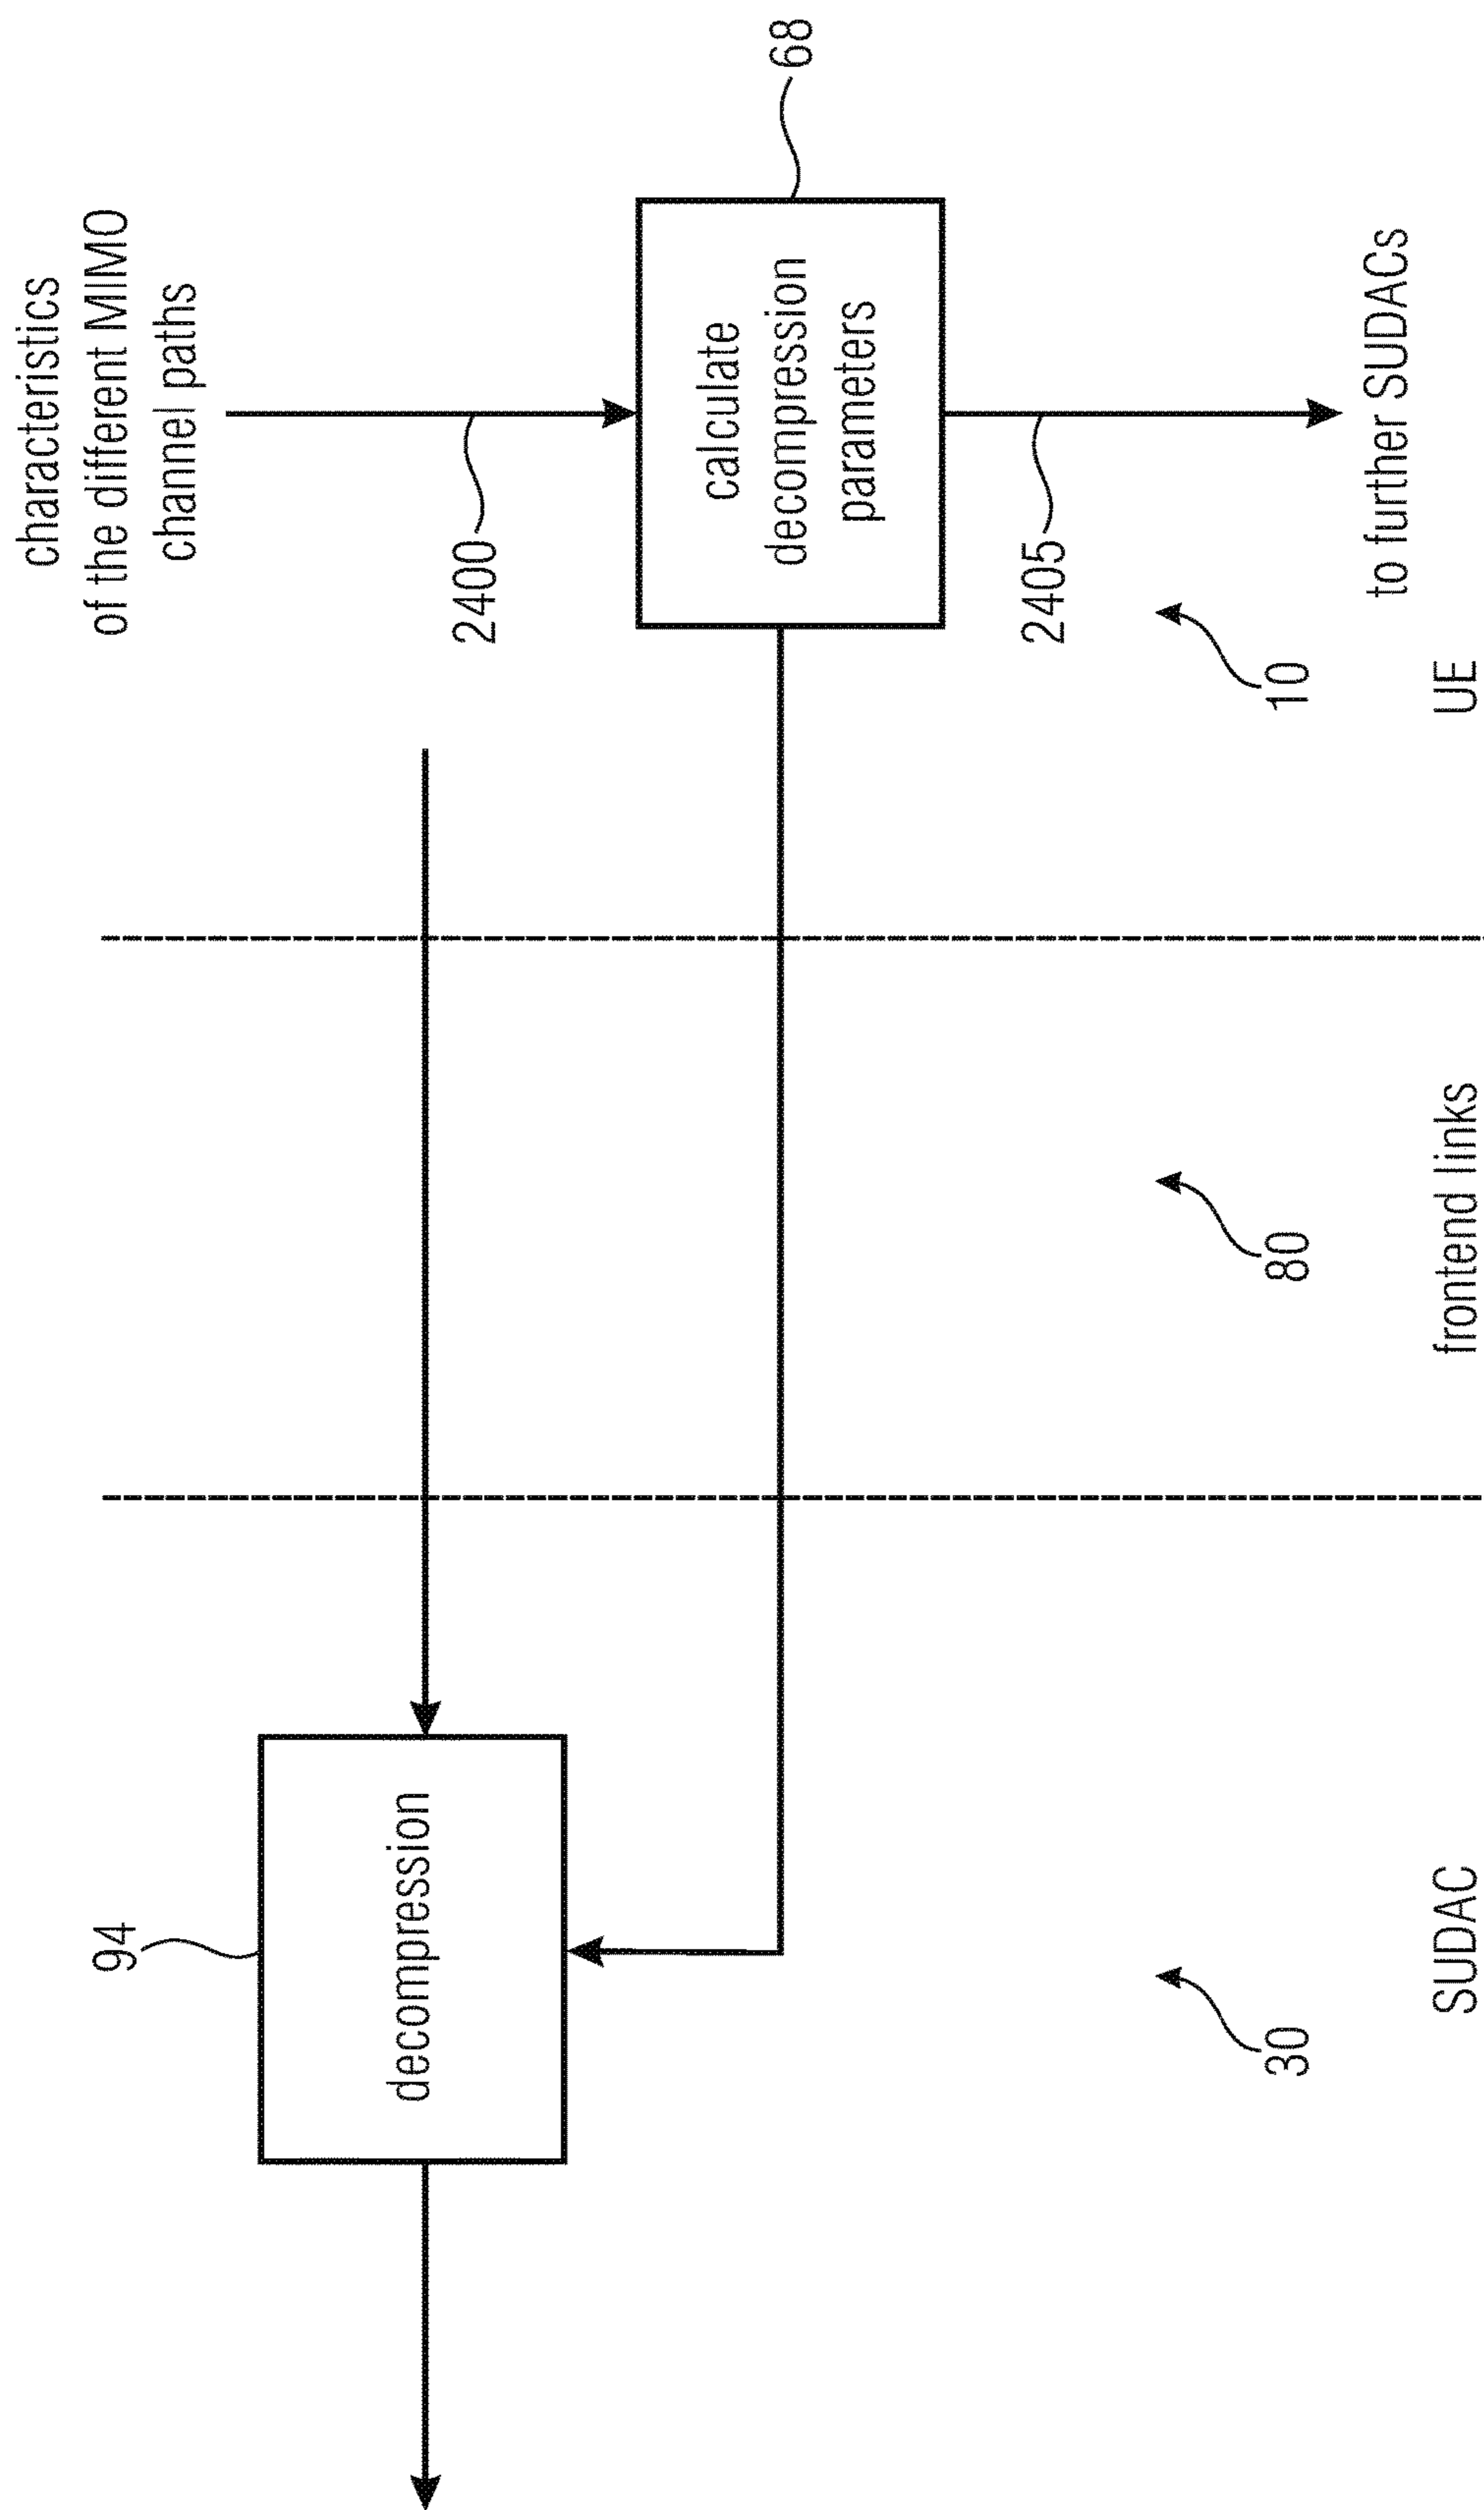 characteristics
of the different MIMO
channel paths
2400
68
calculate
decompression
parameters
2405
to further SUDACs
94
decompression
30
80
10
SUDAC
frontend links
UE